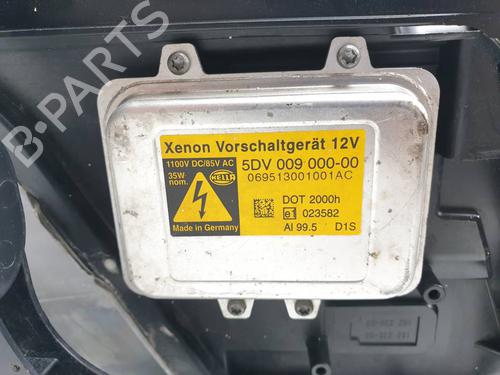 Xenon Vorschaltgerät 12V
1100V DC/85V AC
5DV 009 000-00
35W
nom.
HELLA
069513001001AC
DOT 2000h
e1 023582
Made in Germany
Al 99.5 D1S
B-PARTS